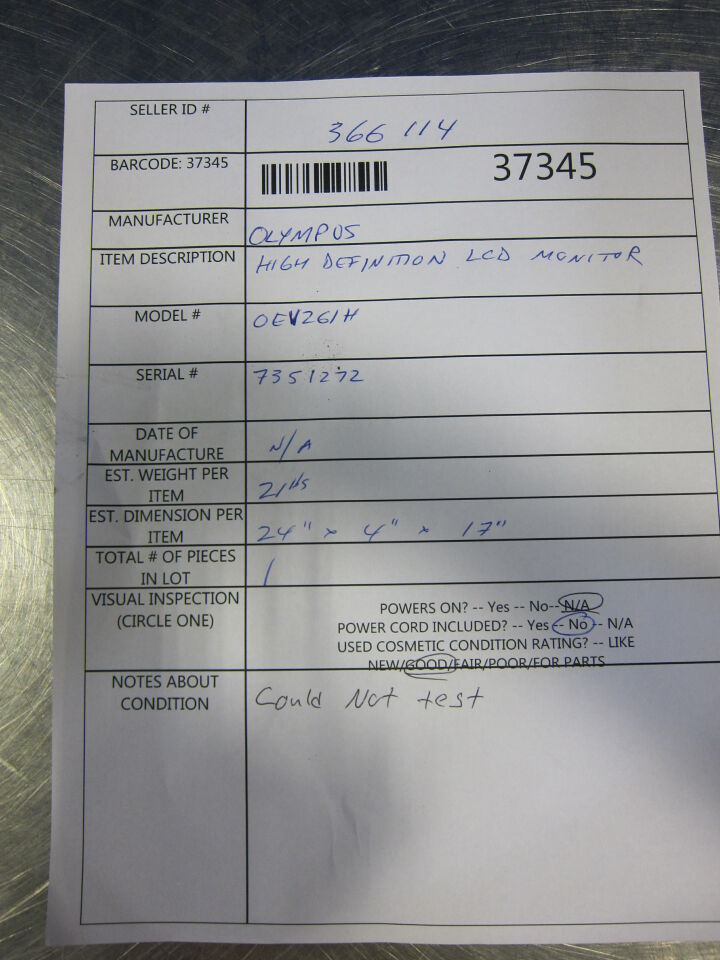 SELLER ID #
366 114
BARCODE: 37345
37345
MANUFACTURER
OLYMPUS
ITEM DESCRIPTION
HIGH DEFINITION LCD MONITOR
MODEL #
OEV261H
SERIAL #
7351272
DATE OF
MANUFACTURE
N/A
EST. WEIGHT PER
ITEM
21lbs
EST. DIMENSION PER
ITEM
24" x 4" x 17"
TOTAL # OF PIECES
IN LOT
1
VISUAL INSPECTION
(CIRCLE ONE)
POWERS ON? -- Yes -- No-- N/A
POWER CORD INCLUDED? -- Yes -- No -- N/A
USED COSMETIC CONDITION RATING? -- LIKE
NEW/GOOD/FAIR/POOR/FOR PARTS
NOTES ABOUT
CONDITION
Could Not test